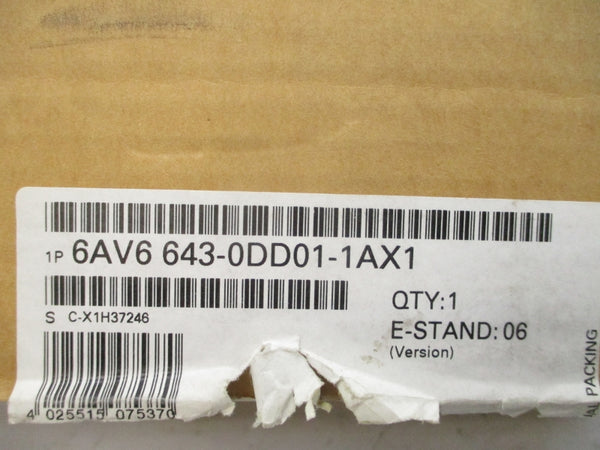 1P 6AV6 643-0DD01-1AX1
S C-X1H37246
QTY:1
E-STAND: 06
(Version)
4 025515 075370
PACKING